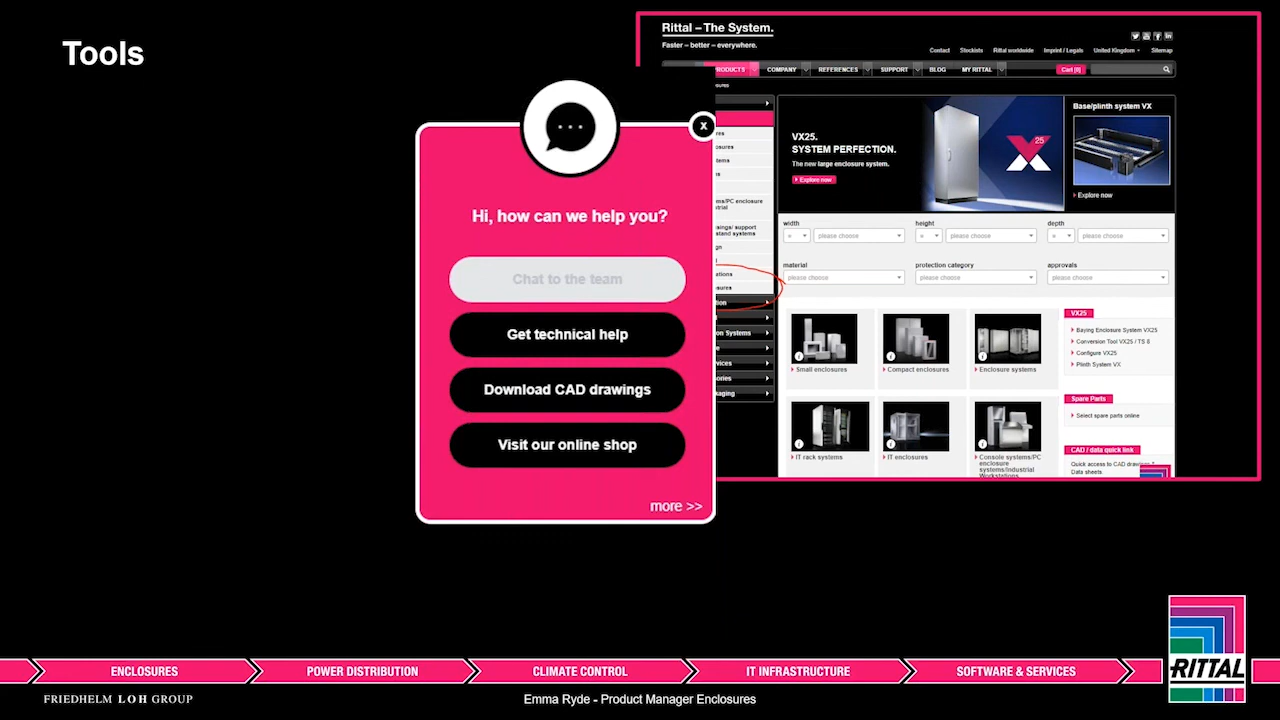 Tools
Rittal – The System.
Faster – better – everywhere.
Contact Stockists Rittal worldwide Imprint / Legals United Kingdom Sitemap
PRODUCTS COMPANY REFERENCES SUPPORT BLOG MY RITTAL Cart [0]
VX25.
SYSTEM PERFECTION.
The new large enclosure system.
Explore now
25
Base/plinth system VX
Explore now
width height depth
= please choose = please choose = please choose
material protection category approvals
please choose please choose please choose
Small enclosures Compact enclosures Enclosure systems
IT rack systems IT enclosures Console systems/PC
enclosure
systems/Industrial
Workstations
VX25
Baying Enclosure System VX25
Conversion Tool VX25 / TS 8
Configure VX25
Plinth System VX
Spare Parts
Select spare parts online
CAD / data quick link
Quick access to CAD drawings
Data sheets
x
Hi, how can we help you?
Chat to the team
Get technical help
Download CAD drawings
Visit our online shop
more >>
ENCLOSURES POWER DISTRIBUTION CLIMATE CONTROL IT INFRASTRUCTURE SOFTWARE & SERVICES
RITTAL
FRIEDHELM LOH GROUP
Emma Ryde - Product Manager Enclosures